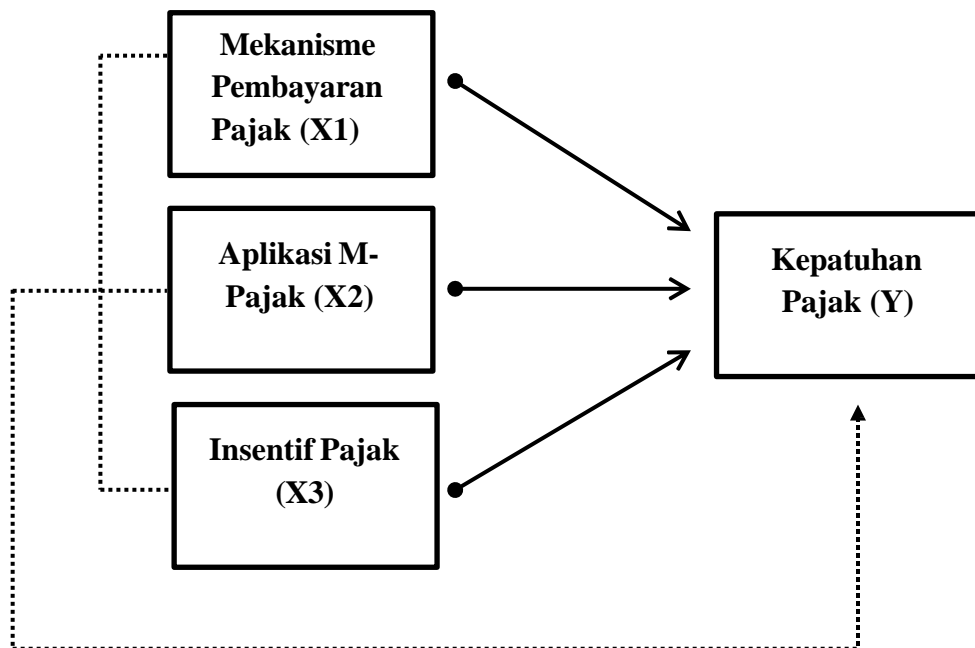 Mekanisme
Pembayaran
Pajak (X1)
Aplikasi M-
Pajak (X2)
Insentif Pajak
(X3)
Kepatuhan
Pajak (Y)